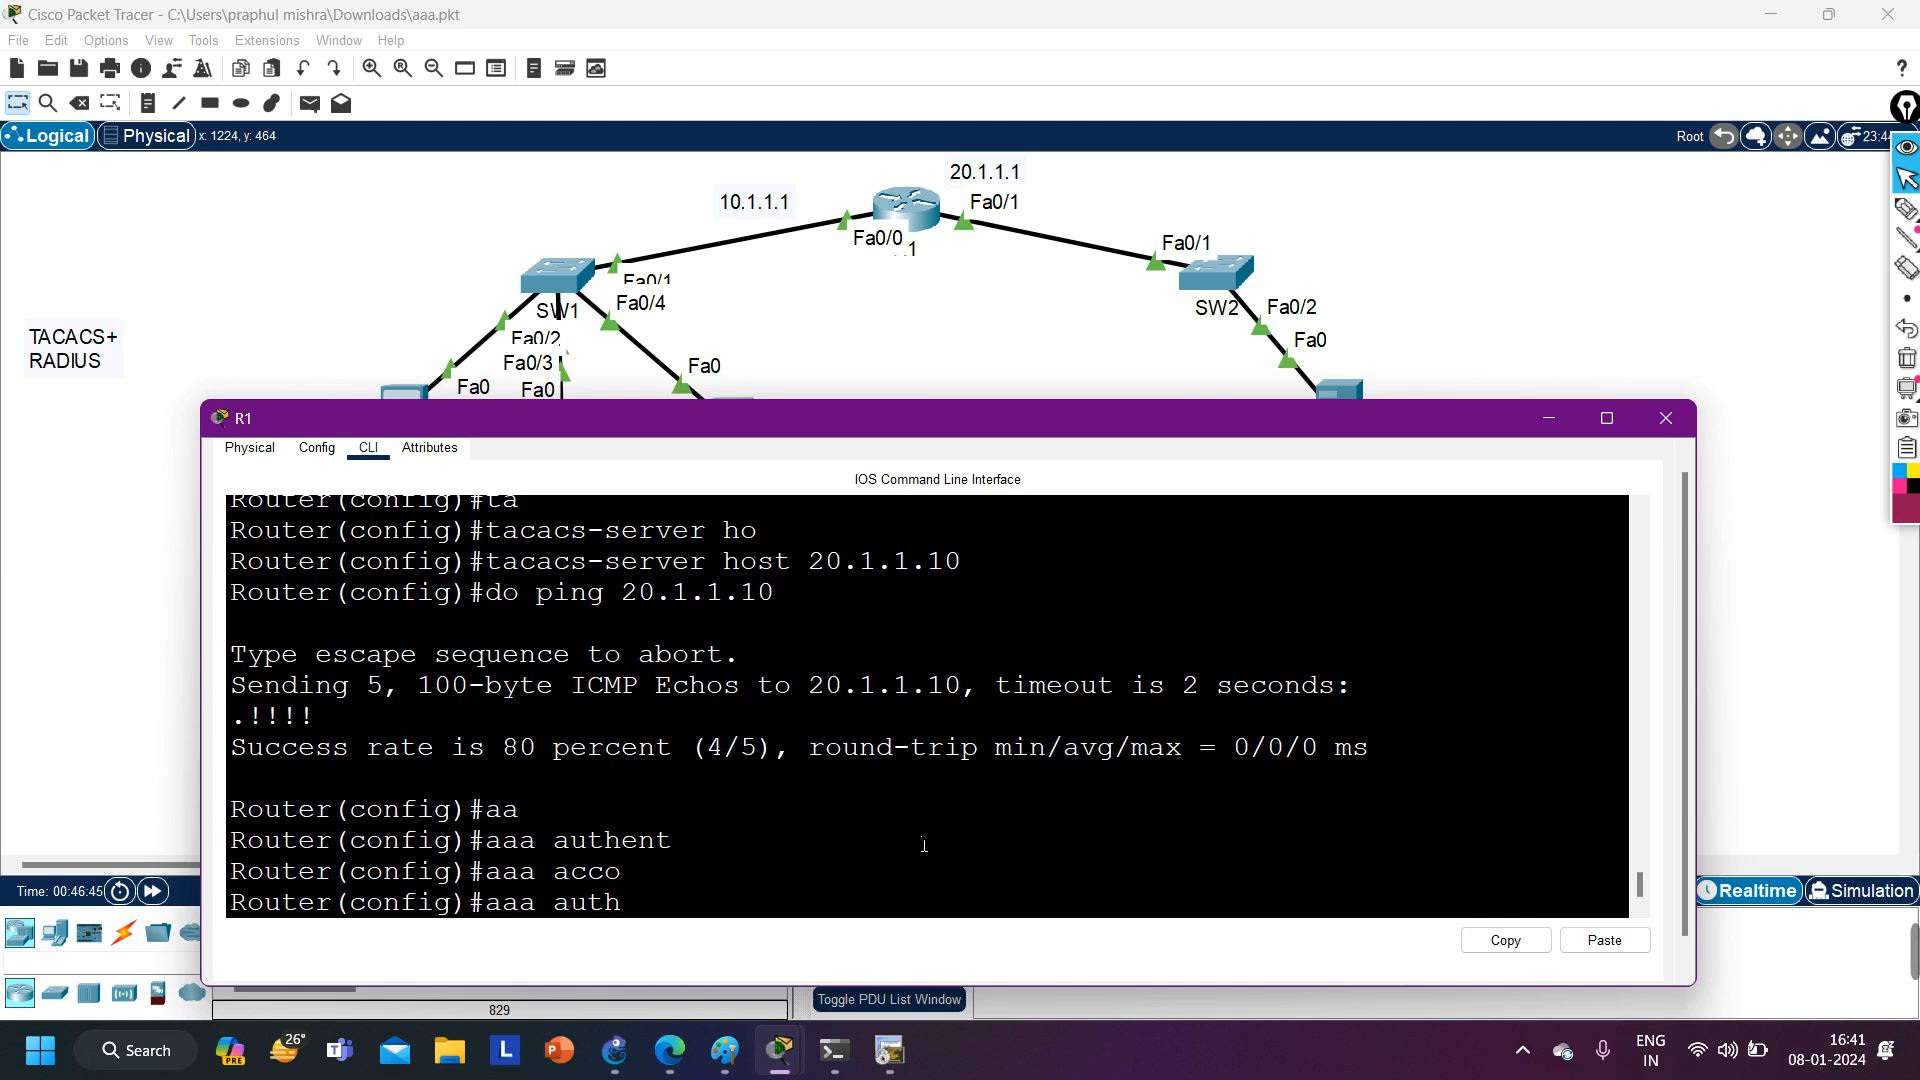 Cisco Packet Tracer - C:\Users\praphul mishra\Downloads\aaa.pkt
File Edit Options View Tools Extensions Window Help
?
Logical Physical x: 1224, y: 464
Root
20.1.1.1
10.1.1.1
Fa0/1
Fa0/0
1
Fa0/1
Fa0/1
Fa0/4
SW1
SW2
Fa0/2
TACACS+
RADIUS
Fa0/2
Fa0/3
Fa0
Fa0
Fa0
Fa0
R1
Physical Config CLI Attributes
IOS Command Line Interface
Router(config)#ta
Router(config)#tacacs-server ho
Router(config)#tacacs-server host 20.1.1.10
Router(config)#do ping 20.1.1.10
Type escape sequence to abort.
Sending 5, 100-byte ICMP Echos to 20.1.1.10, timeout is 2 seconds:
.!!!!
Success rate is 80 percent (4/5), round-trip min/avg/max = 0/0/0 ms
Router(config)#aa
Router(config)#aaa authent
Router(config)#aaa acco
Router(config)#aaa auth
Copy Paste
Time: 00:46:45
Realtime Simulation
829
Toggle PDU List Window
Search
PRE
26°
L
ENG
IN
16:41
08-01-2024